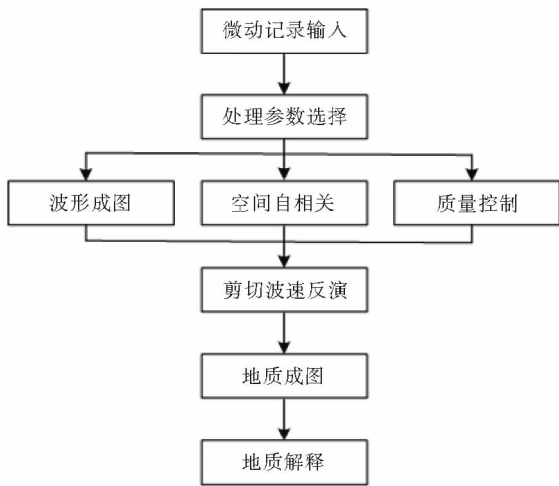 微动记录输入
处理参数选择
波形成图
空间自相关
质量控制
剪切波速反演
地质成图
地质解释